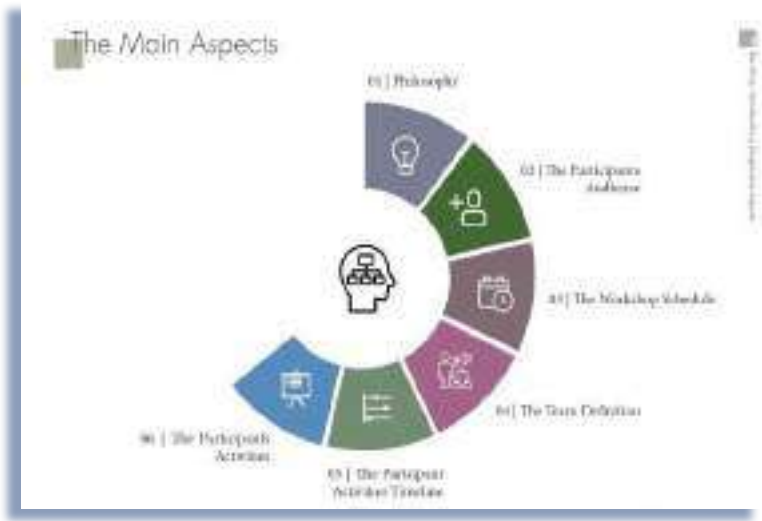 The Main Aspects
01 | Philosophy
02 | The Participants
Audience
03 | The Workshop Schedule
04 | The Team Definition
05 | The Participant
Activities Timeline
06 | The Participants
Activities